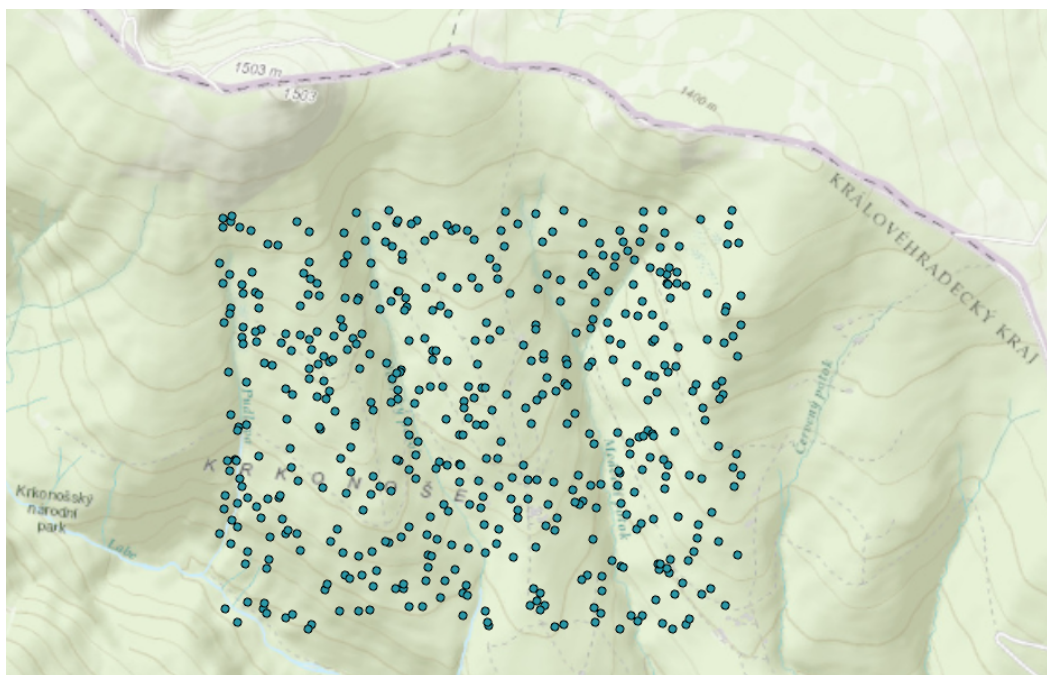 1503 m
1503
1400 m
KRÁLOVÉHRADECKÝ KRAJ
Červený potok
K R K O N O Š E
Krkonošský
národní
park
Labe